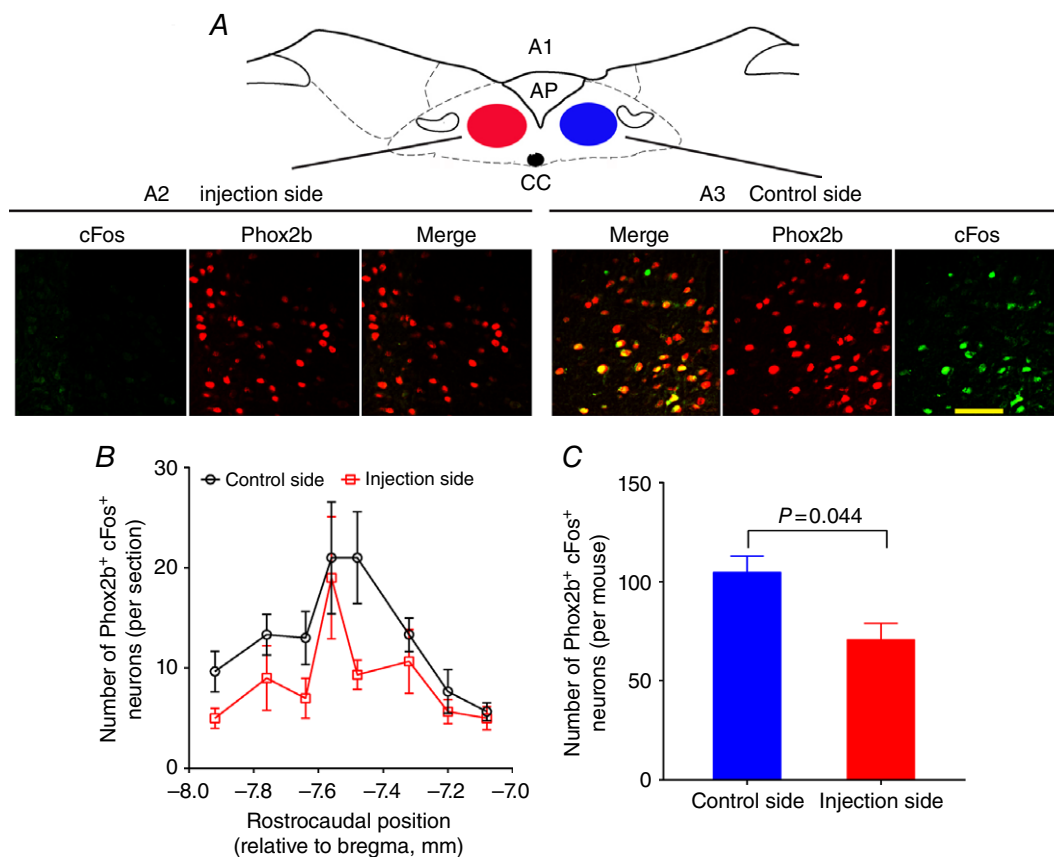 A
A1
AP
CC
A2 injection side
A3 Control side
cFos
Phox2b
Merge
Merge
Phox2b
cFos
B
30
20
10
0
Control side
Injection side
Number of Phox2b⁺ cFos⁺
neurons (per section)
–8.0
–7.8
–7.6
–7.4
–7.2
–7.0
Rostrocaudal position
(relative to bregma, mm)
C
150
100
50
0
P = 0.044
Number of Phox2b⁺ cFos⁺
neurons (per mouse)
Control side
Injection side